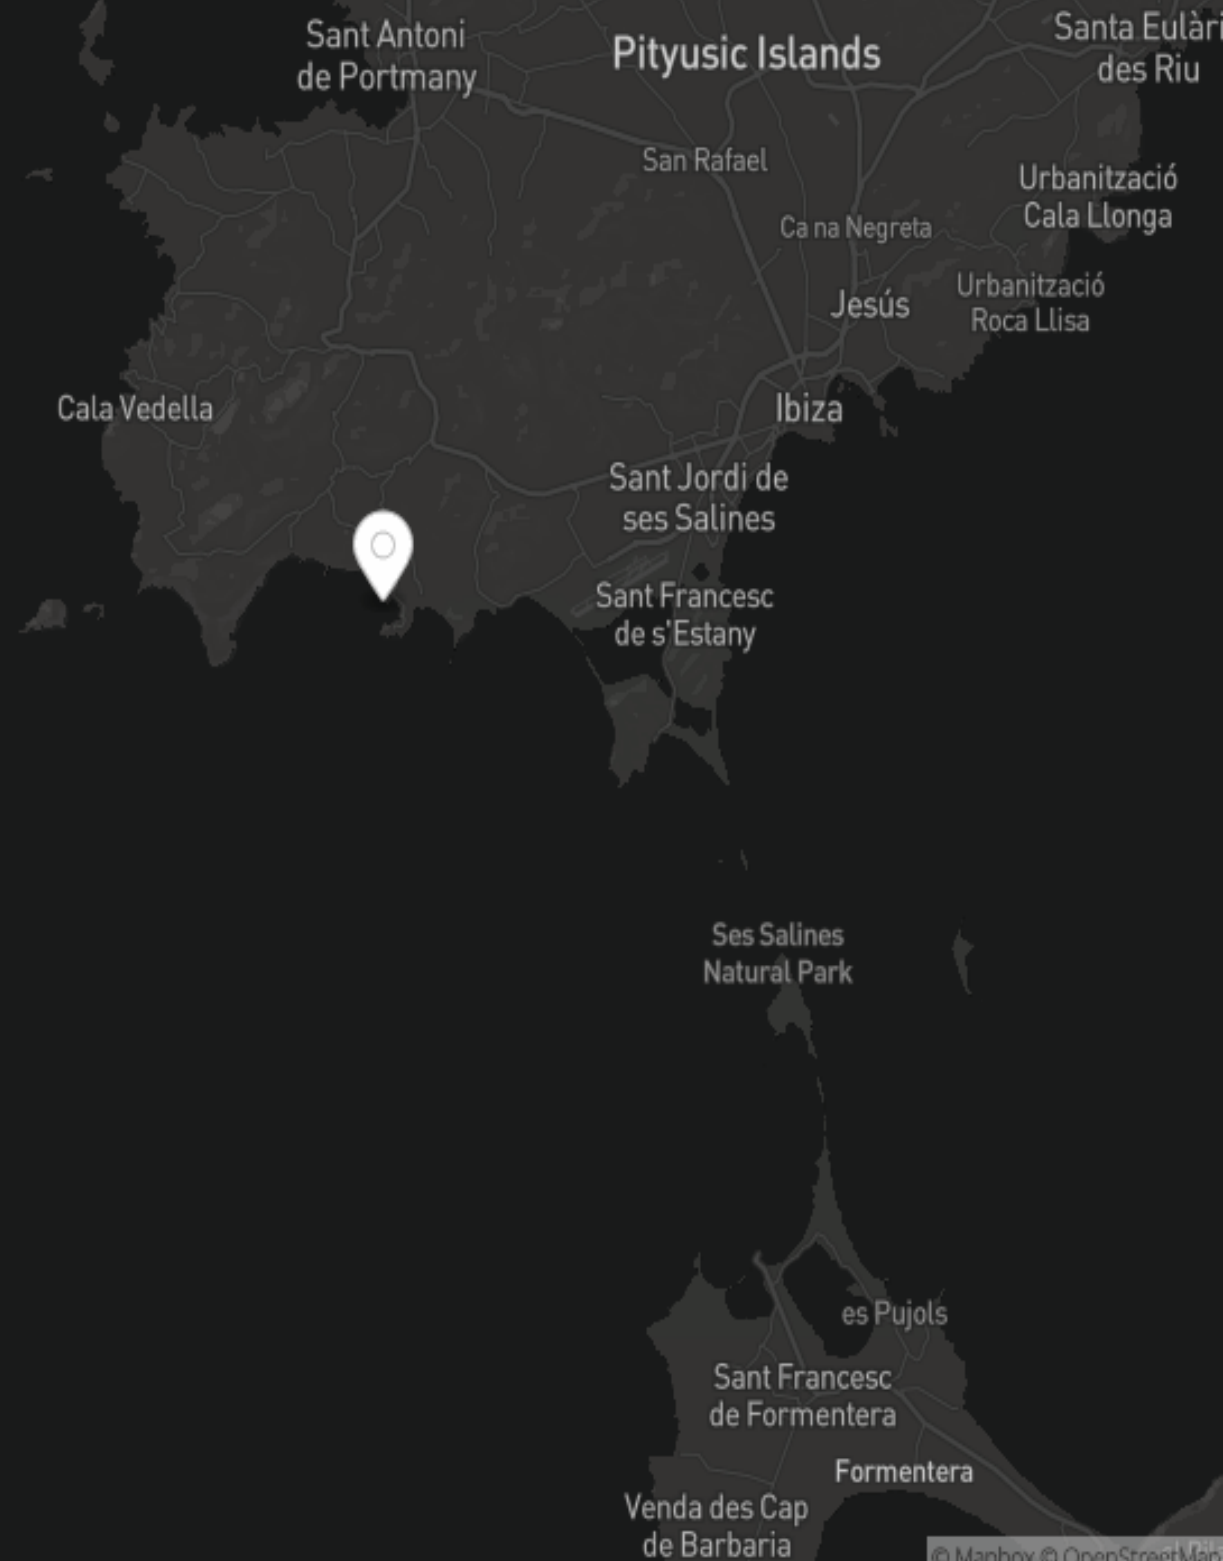 Sant Antoni
de Portmany
Pityusic Islands
Santa Eulàri
des Riu
San Rafael
Urbanització
Cala Llonga
Ca na Negreta
Urbanització
Roca Llisa
Jesús
Cala Vedella
Ibiza
Sant Jordi de
ses Salines
Sant Francesc
de s'Estany
Ses Salines
Natural Park
es Pujols
Sant Francesc
de Formentera
Formentera
Venda des Cap
de Barbaria
© Mapbox © OpenStreetMap